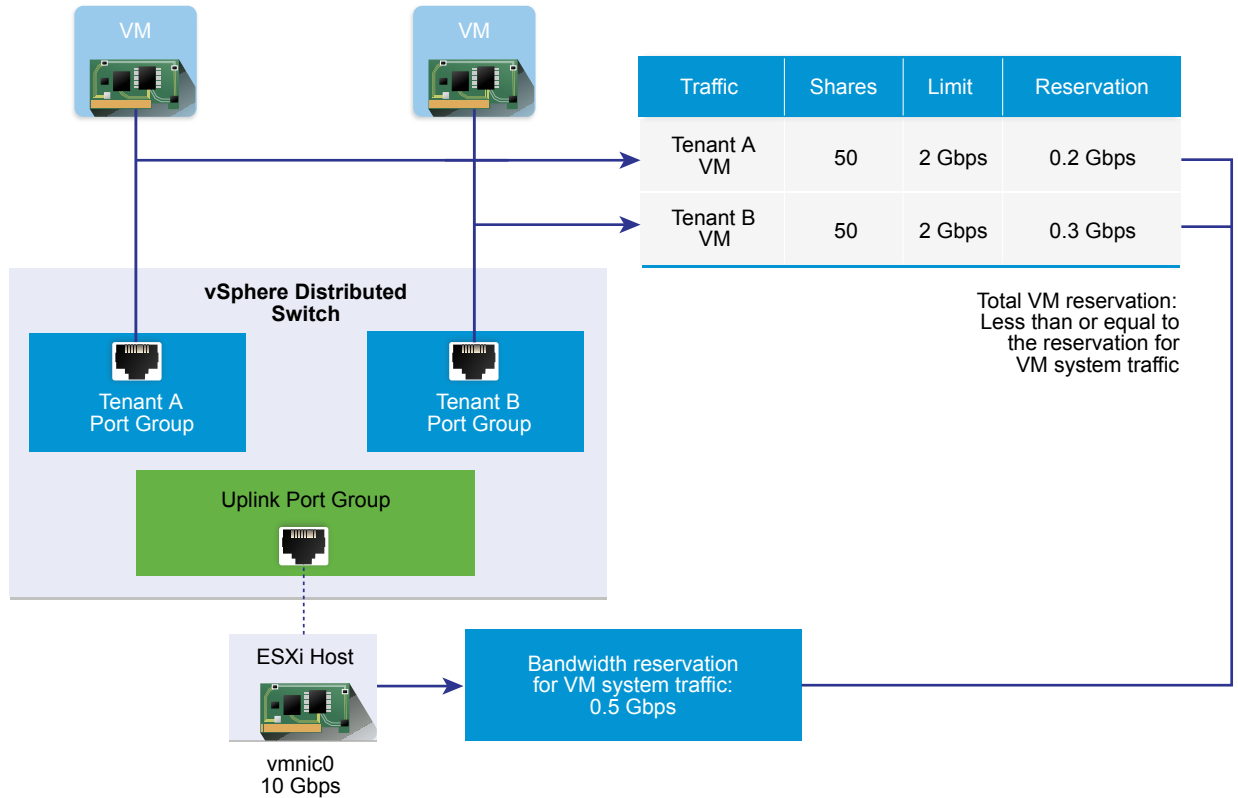 VM
VM
Traffic Shares Limit Reservation
Tenant A
VM
50 2 Gbps 0.2 Gbps
Tenant B
VM
50 2 Gbps 0.3 Gbps
Total VM reservation:
Less than or equal to
the reservation for
VM system traffic
vSphere Distributed
Switch
Tenant A
Port Group
Tenant B
Port Group
Uplink Port Group
ESXi Host
vmnic0
10 Gbps
Bandwidth reservation
for VM system traffic:
0.5 Gbps